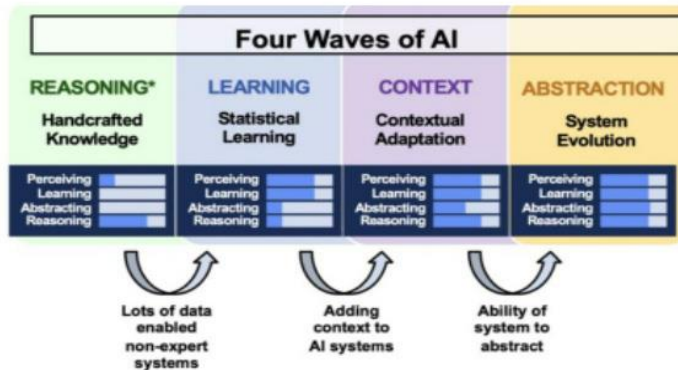 Four Waves of AI
REASONING*
Handcrafted
Knowledge
LEARNING
Statistical
Learning
CONTEXT
Contextual
Adaptation
ABSTRACTION
System
Evolution
Perceiving
Learning
Abstracting
Reasoning
Perceiving
Learning
Abstracting
Reasoning
Perceiving
Learning
Abstracting
Reasoning
Perceiving
Learning
Abstracting
Reasoning
Lots of data
enabled
non-expert
systems
Adding
context to
AI systems
Ability of
system to
abstract